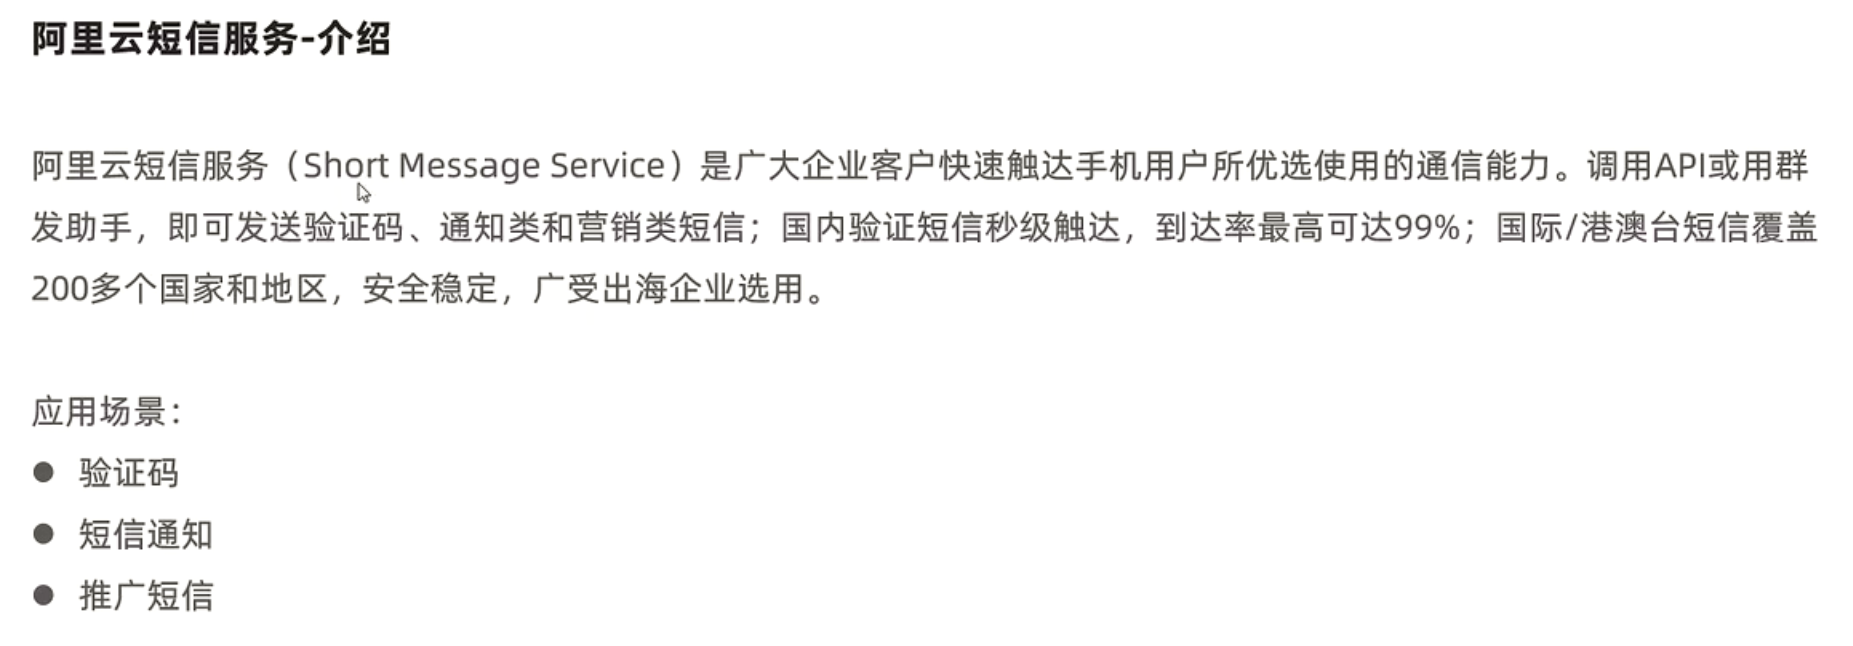 阿里云短信服务-介绍
阿里云短信服务（Short Message Service）是广大企业客户快速触达手机用户所优选使用的通信能力。调用API或用群
发助手，即可发送验证码、通知类和营销类短信；国内验证短信秒级触达，到达率最高可达99%；国际/港澳台短信覆盖
200多个国家和地区，安全稳定，广受出海企业选用。
应用场景：
● 验证码
● 短信通知
● 推广短信